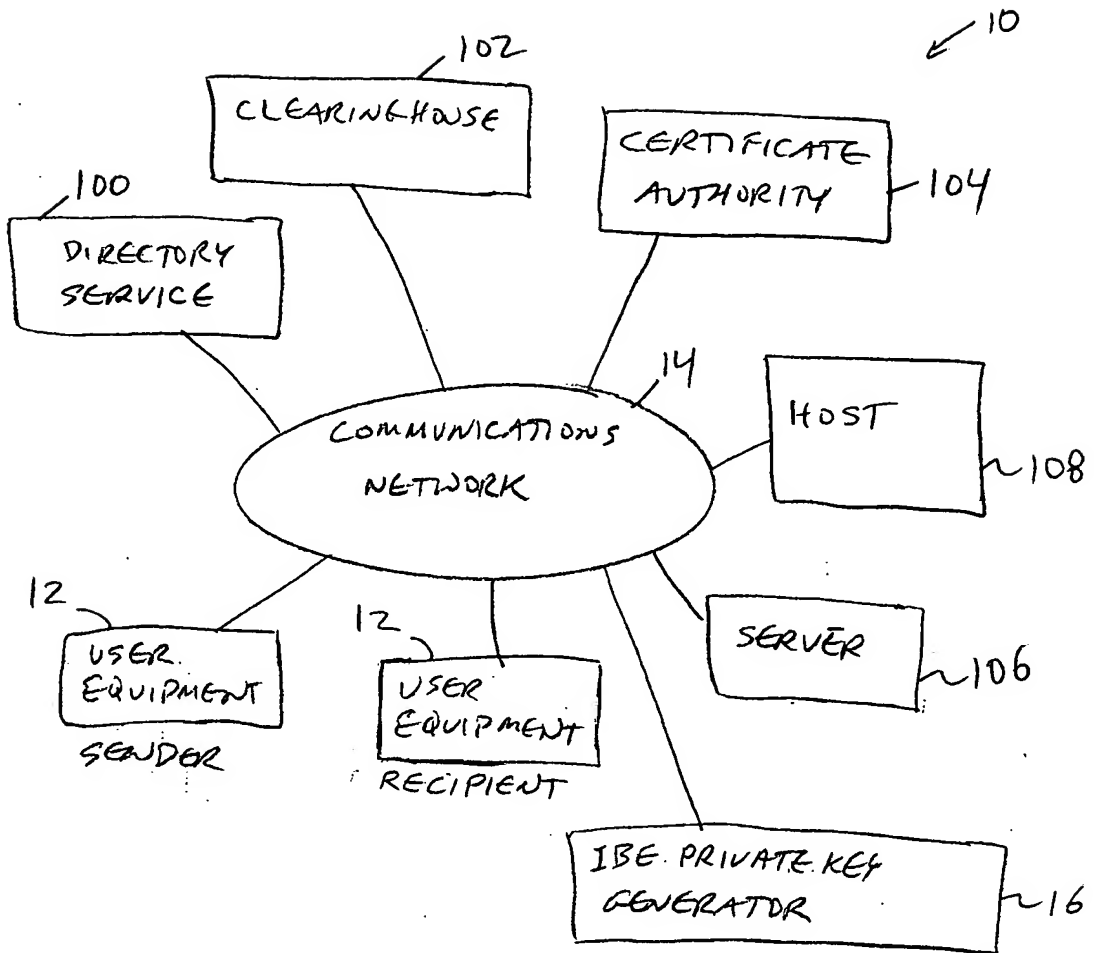 10
102
CLEARINGHOUSE
CERTIFICATE
AUTHORITY
104
100
DIRECTORY
SERVICE
14
COMMUNICATIONS
NETWORK
HOST
108
12
USER
EQUIPMENT
SENDER
12
USER
EQUIPMENT
RECIPIENT
SERVER
106
IBE PRIVATE KEY
GENERATOR
16